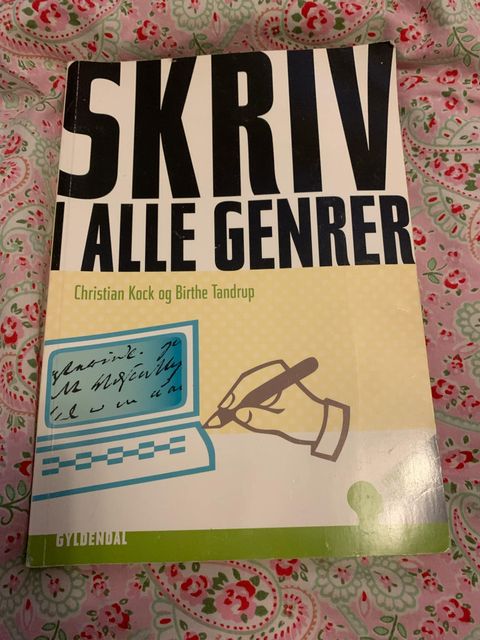 SKRIV
I ALLE GENRER
Christian Kock og Birthe Tandrup
GYLDENDAL